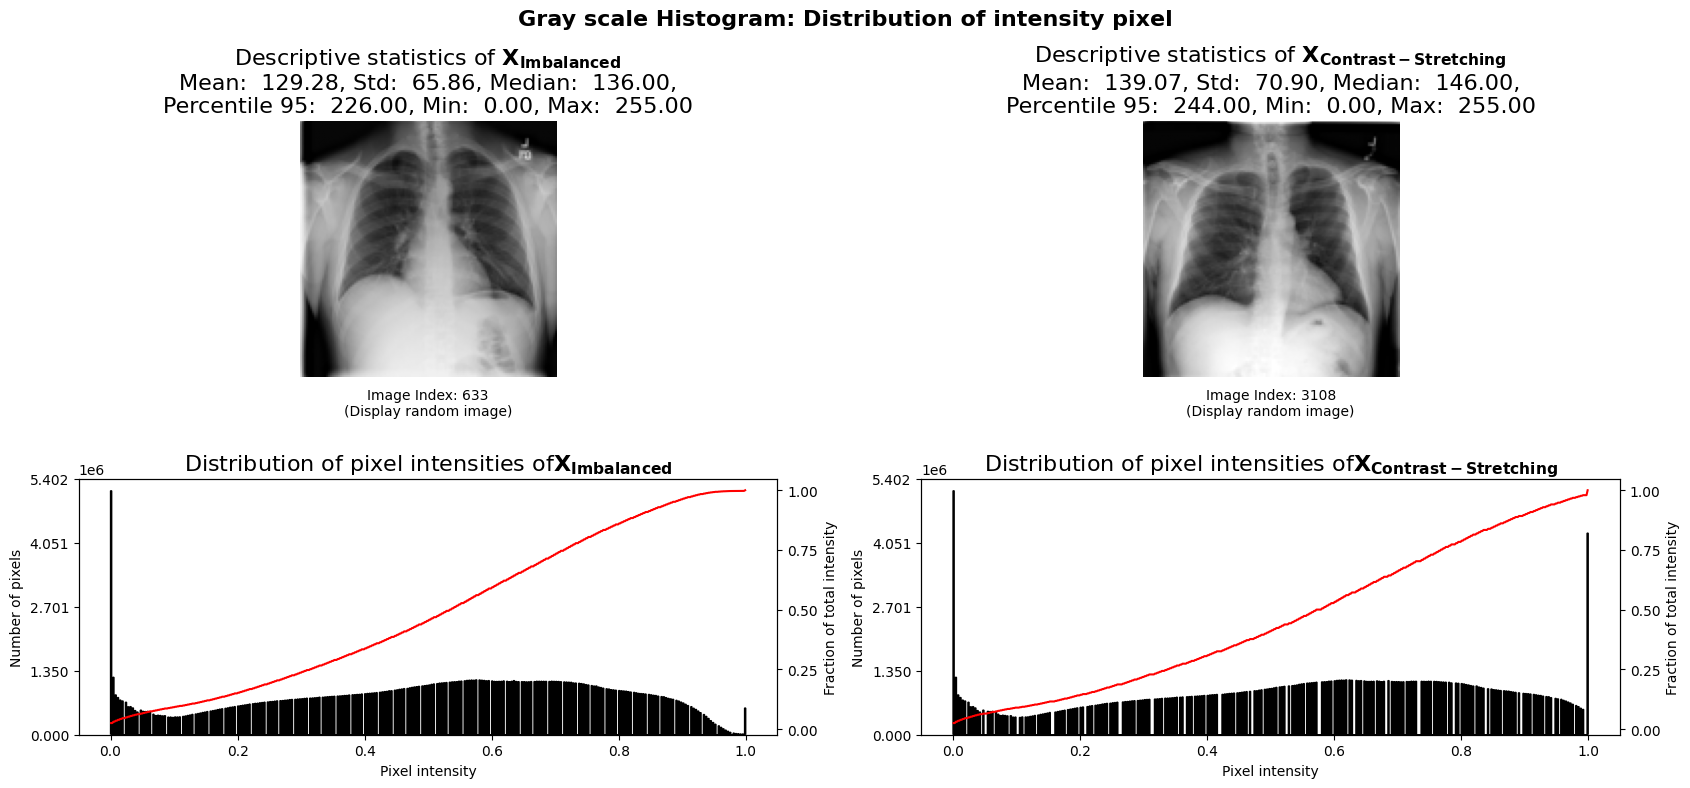 Gray scale Histogram: Distribution of intensity pixel
Descriptive statistics of X_Imbalanced
Mean:  129.28, Std:  65.86, Median:  136.00,
Percentile 95:  226.00, Min:  0.00, Max:  255.00
Image Index: 633
(Display random image)
Descriptive statistics of X_Contrast−Stretching
Mean:  139.07, Std:  70.90, Median:  146.00,
Percentile 95:  244.00, Min:  0.00, Max:  255.00
Image Index: 3108
(Display random image)
Distribution of pixel intensities ofX_Imbalanced
1e6
5.402
4.051
2.701
1.350
0.000
Number of pixels
1.00
0.75
0.50
0.25
0.00
Fraction of total intensity
0.0 0.2 0.4 0.6 0.8 1.0
Pixel intensity
Distribution of pixel intensities ofX_Contrast−Stretching
1e6
5.402
4.051
2.701
1.350
0.000
Number of pixels
1.00
0.75
0.50
0.25
0.00
Fraction of total intensity
0.0 0.2 0.4 0.6 0.8 1.0
Pixel intensity